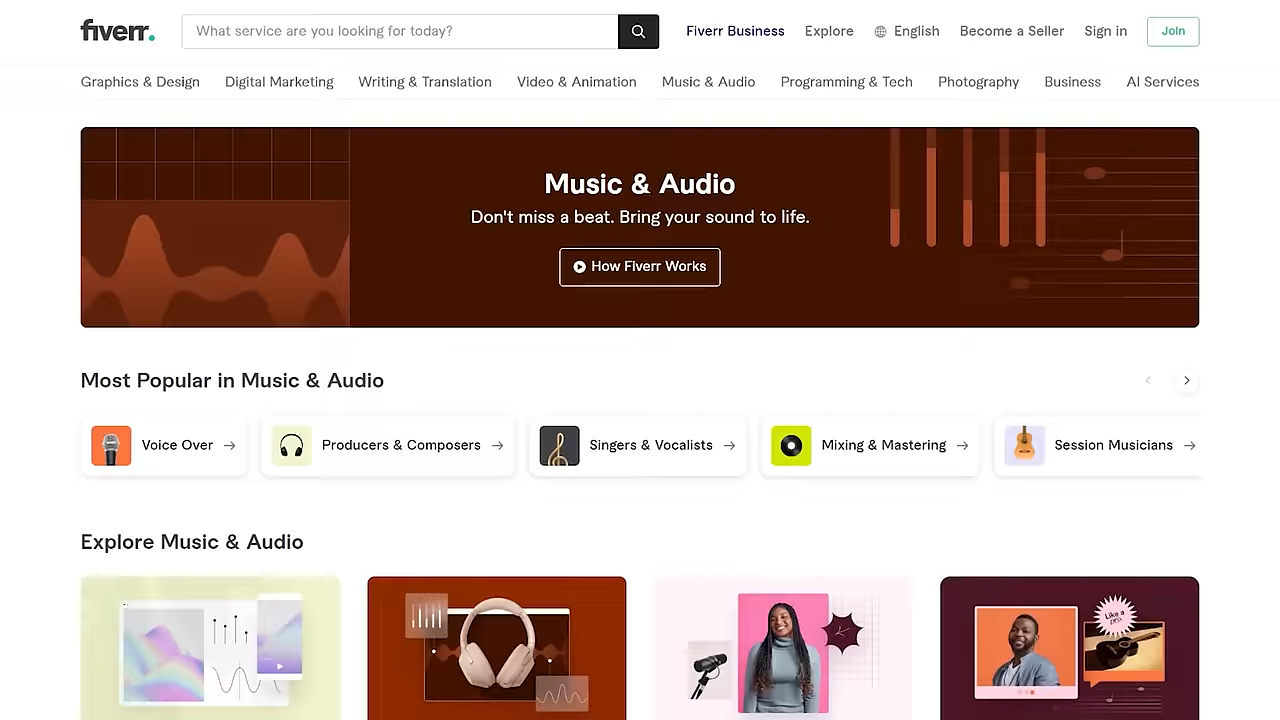 fiverr.
What service are you looking for today?
Fiverr Business
Explore
English
Become a Seller
Sign in
Join
Graphics & Design
Digital Marketing
Writing & Translation
Video & Animation
Music & Audio
Programming & Tech
Photography
Business
AI Services
Music & Audio
Don't miss a beat. Bring your sound to life.
How Fiverr Works
Most Popular in Music & Audio
Voice Over
Producers & Composers
Singers & Vocalists
Mixing & Mastering
Session Musicians
Explore Music & Audio
Like a
pro.